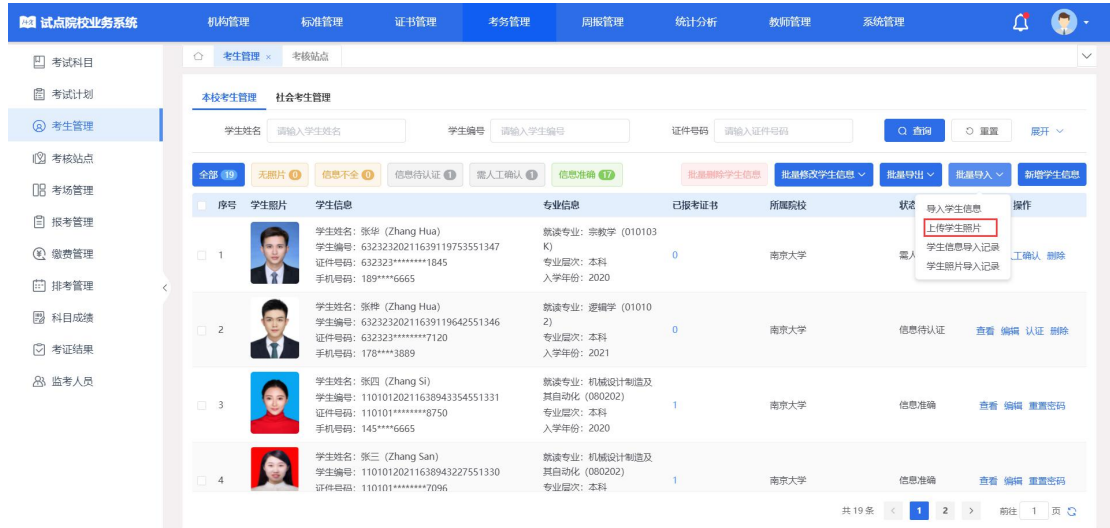 试点院校业务系统
机构管理 标准管理 证书管理 考务管理 周报管理 统计分析 教师管理 系统管理
考试科目
考试计划
考生管理
考核站点
考场管理
报考管理
缴费管理
排考管理
科目成绩
考证结果
监考人员
考生管理 × 考核站点
本校考生管理 社会考生管理
学生姓名 请输入学生姓名 学生编号 请输入学生编号 证件号码 请输入证件号码 查询 重置 展开
全部 19 无照片 0 信息不全 0 信息待认证 1 需人工确认 1 信息准确 17 批量删除学生信息 批量修改学生信息 批量导出 批量导入 新增学生信息
导入学生信息
上传学生照片
学生信息导入记录
学生照片导入记录
序号 学生照片 学生信息 专业信息 已报考证书 所属院校 操作
1
学生姓名：张华 (Zhang Hua)
学生编号：63232320211639119753551347
证件号码：632323********1845
手机号码：189****6665
就读专业：宗教学 (010103
K)
专业层次：本科
入学年份：2020
0 南京大学 工确认 删除
2
学生姓名：张桦 (Zhang Hua)
学生编号：63232320211639119642551346
证件号码：632323********7120
手机号码：178****3889
就读专业：逻辑学 (01010
2)
专业层次：本科
入学年份：2021
0 南京大学 信息待认证 查看 编辑 认证 删除
3
学生姓名：张四 (Zhang Si)
学生编号：11010120211638943354551331
证件号码：110101********8750
手机号码：145****6665
就读专业：机械设计制造及
其自动化 (080202)
专业层次：本科
入学年份：2020
1 南京大学 信息准确 查看 编辑 重置密码
4
学生姓名：张三 (Zhang San)
学生编号：11010120211638943227551330
证件号码：110101********7096
就读专业：机械设计制造及
其自动化 (080202)
专业层次：本科
1 南京大学 信息准确 查看 编辑 重置密码
共 19 条 1 2 前往 1 页